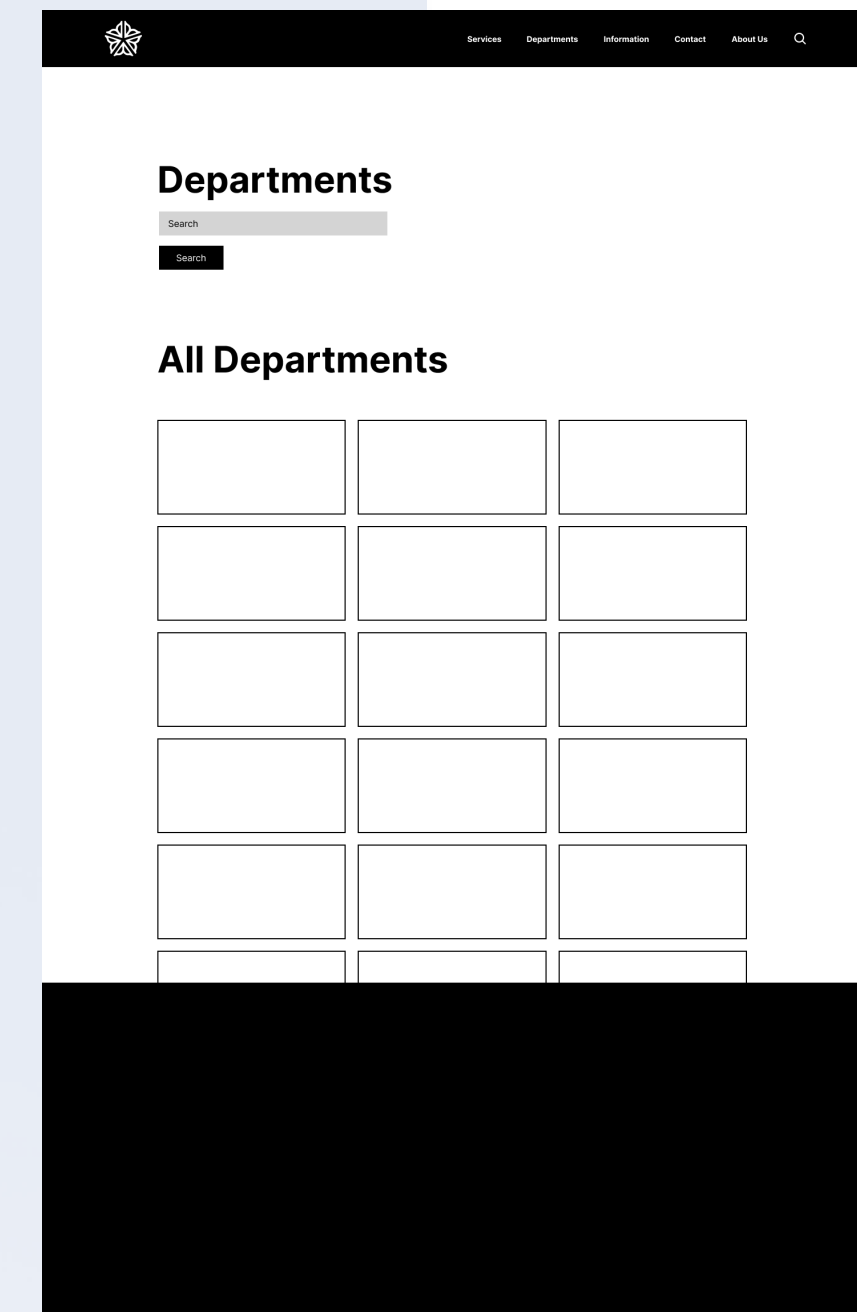 Services Departments Information Contact About Us
Departments
Search
Search
All Departments